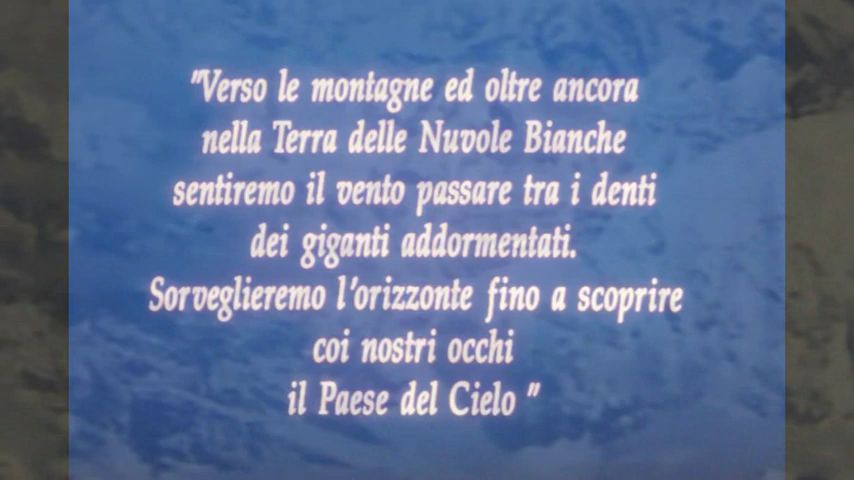 "Verso le montagne ed oltre ancora
nella Terra delle Nuvole Bianche
sentiremo il vento passare tra i denti
dei giganti addormentati.
Sorveglieremo l'orizzonte fino a scoprire
coi nostri occhi
il Paese del Cielo "